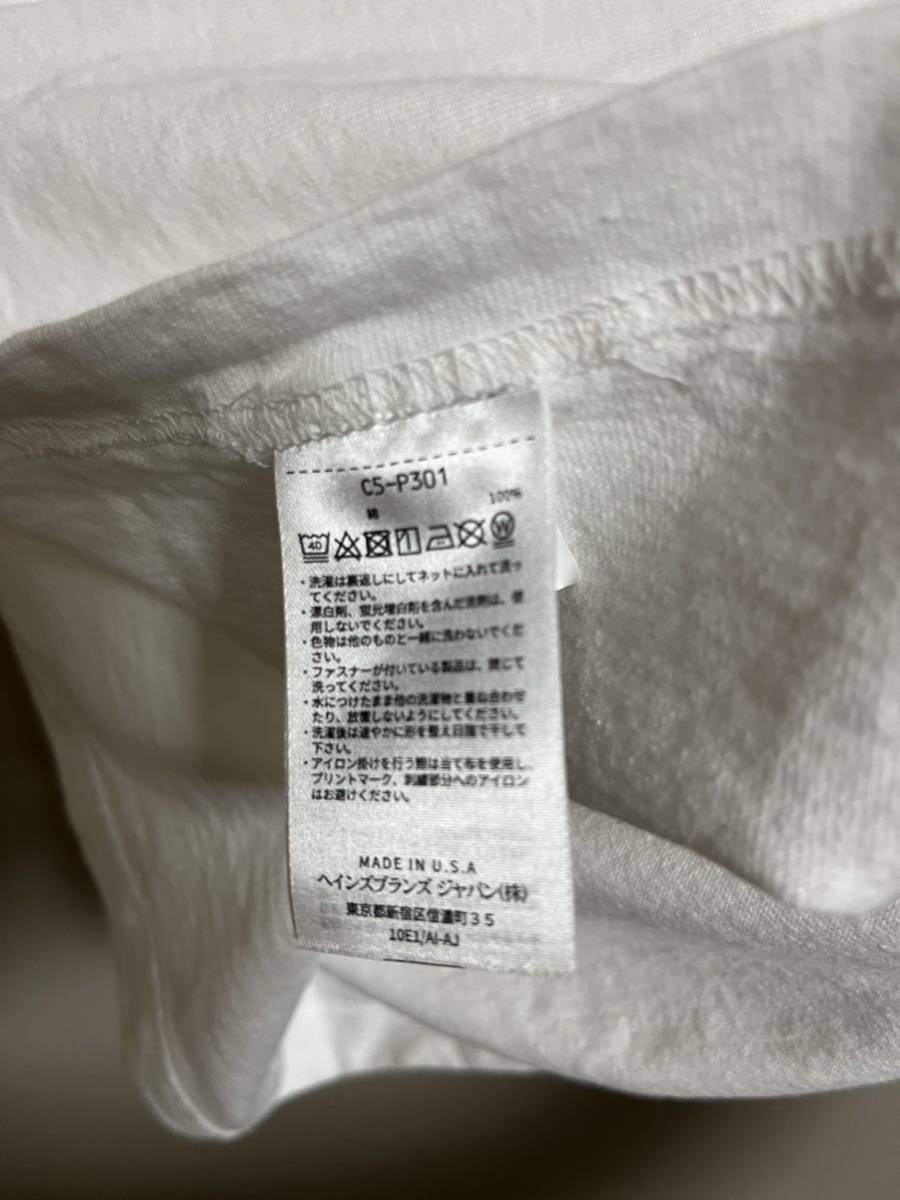 C5-P301
綿 100%
40 W
・洗濯は裏返しにしてネットに入れて洗っ
てください。
・漂白剤、蛍光増白剤を含んだ洗剤は、使
用しないでください。
・色物は他のものと一緒に洗わないでくだ
さい。
・ファスナーが付いている製品は、閉じて
洗ってください。
・水につけたまま他の洗濯物と重ね合わせ
たり、放置しないようにしてください。
・洗濯後は速やかに形を整え日陰で干して
下さい。
・アイロン掛けを行う際は当て布を使用し、
プリントマーク、刺繍部分へのアイロン
はお避けください。
MADE IN U.S.A
ヘインズブランズ ジャパン(株)
東京都新宿区信濃町35
10E1/AI-AJ